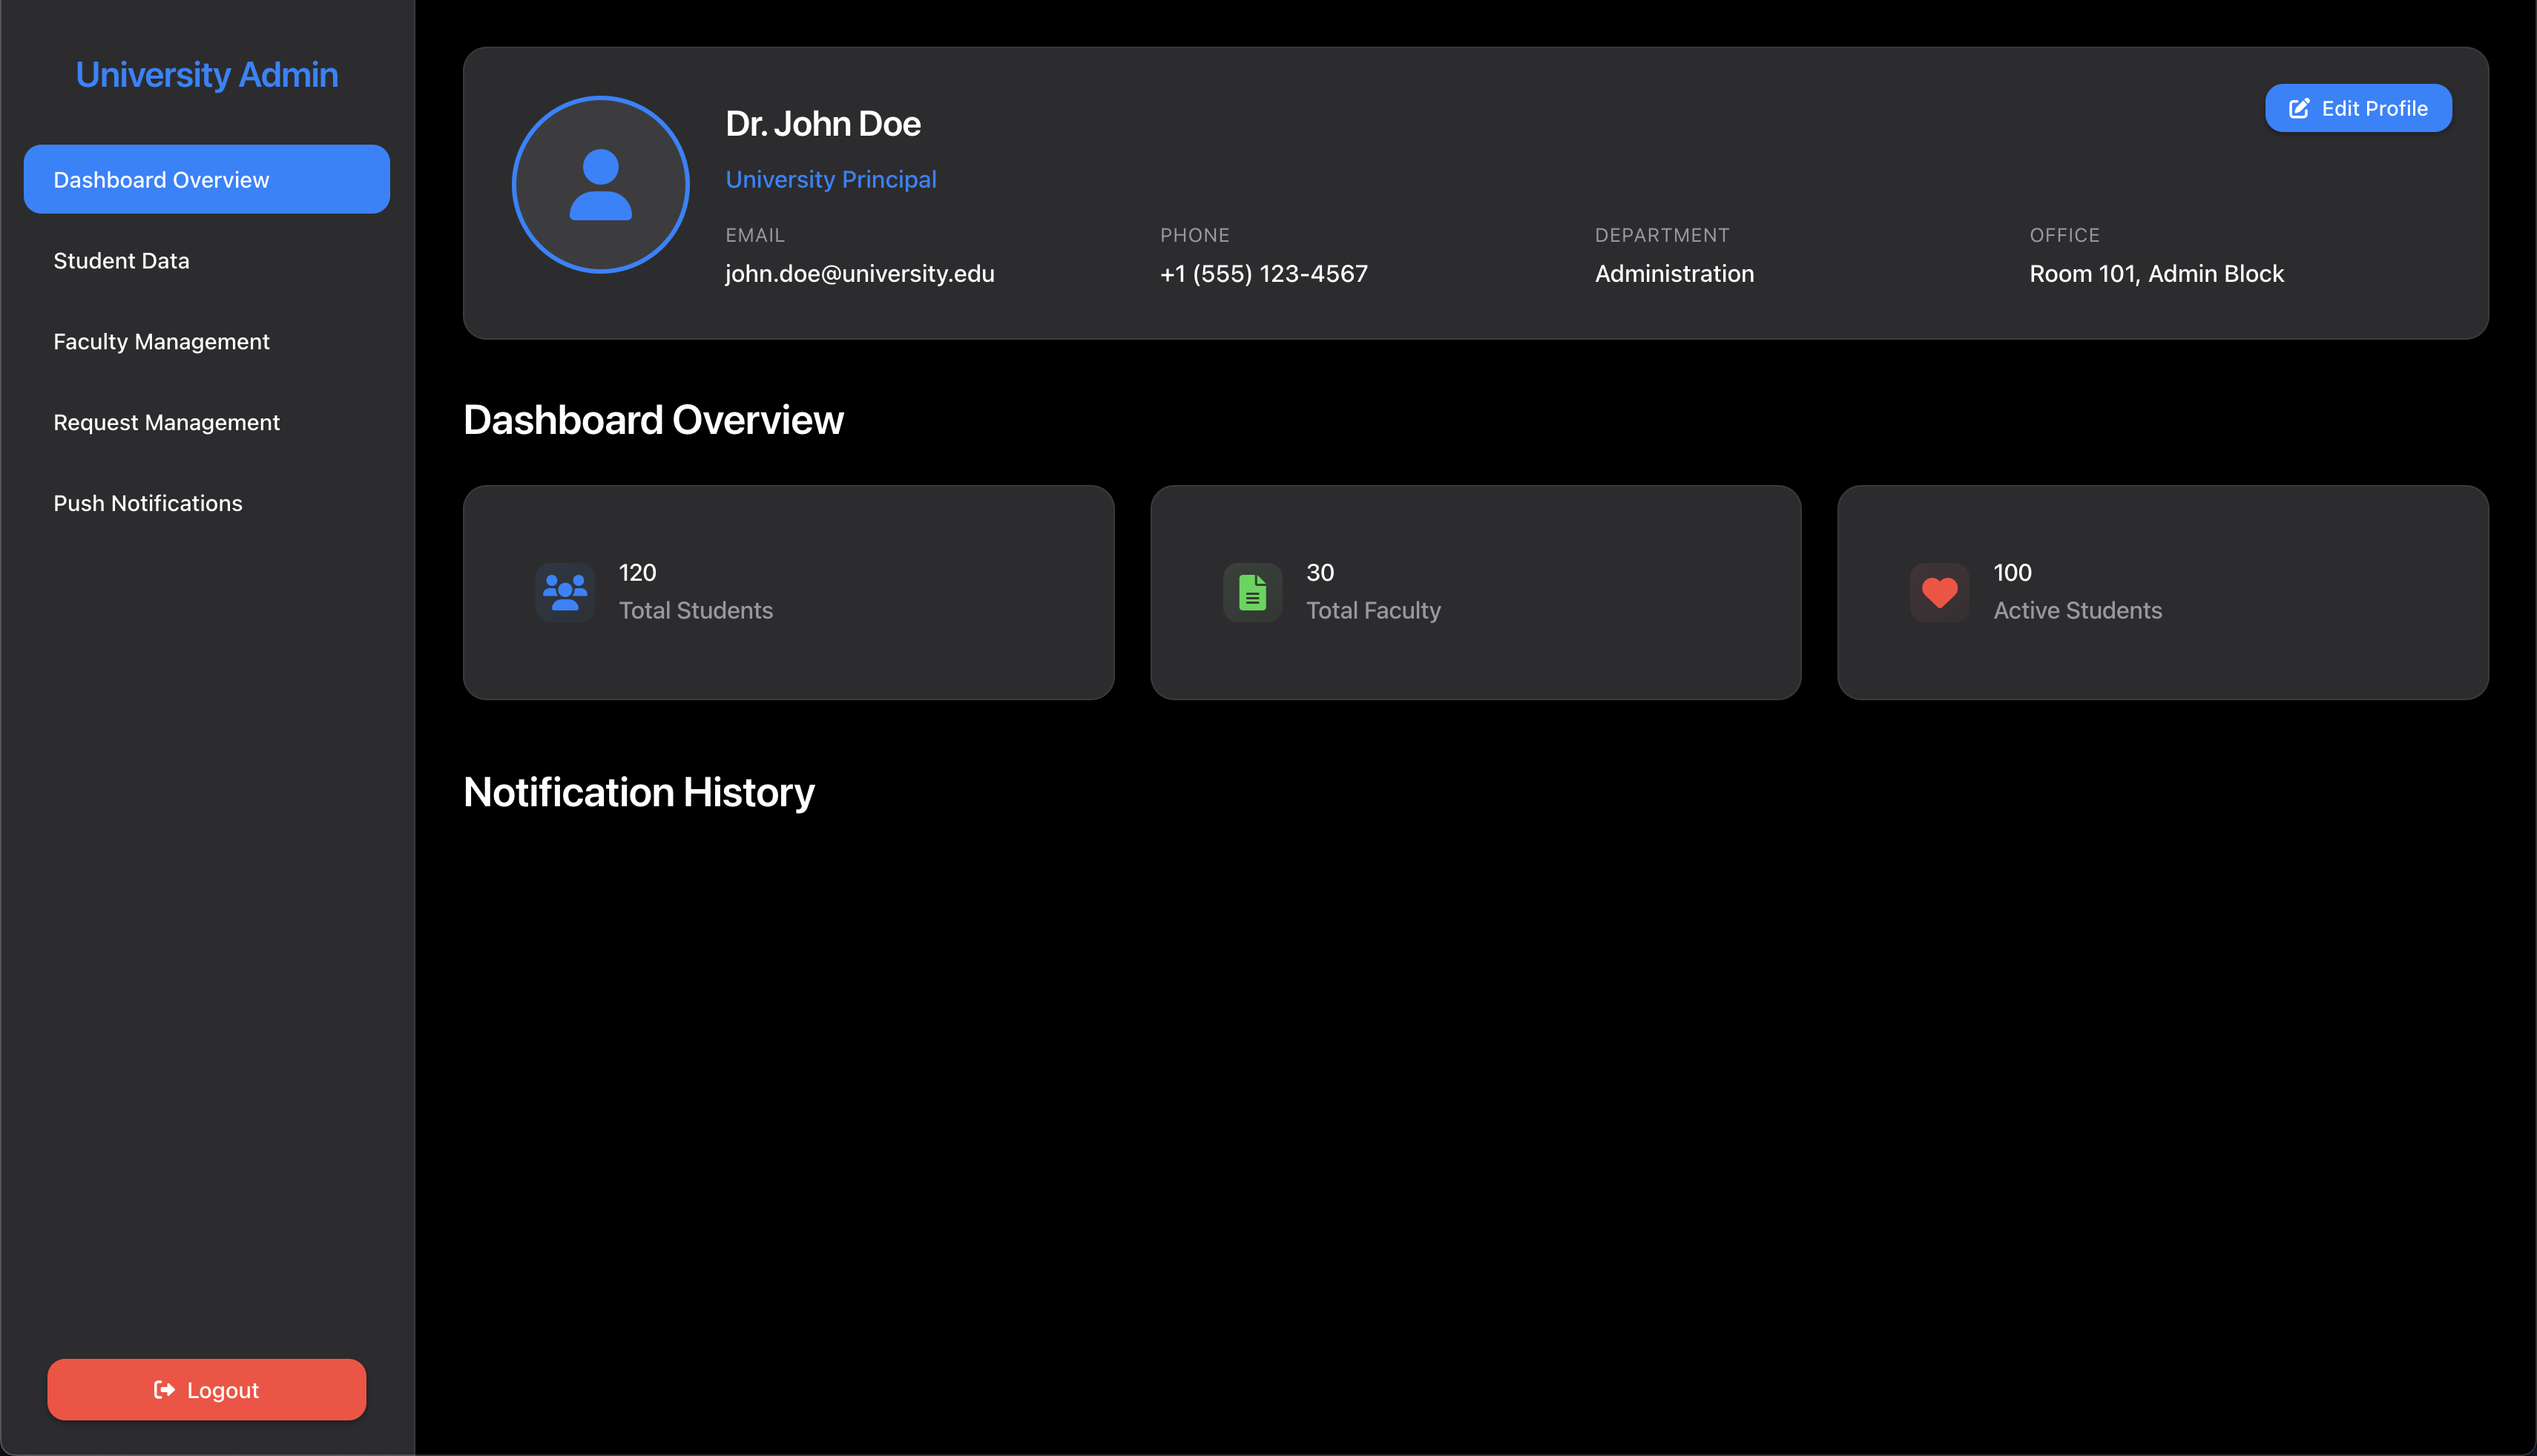 University Admin
Dashboard Overview
Student Data
Faculty Management
Request Management
Push Notifications
Logout
Edit Profile
Dr. John Doe
University Principal
EMAIL
john.doe@university.edu
PHONE
+1 (555) 123-4567
DEPARTMENT
Administration
OFFICE
Room 101, Admin Block
Dashboard Overview
120
Total Students
30
Total Faculty
100
Active Students
Notification History